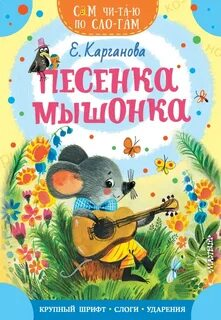 СаМ ЧИ-ТА-Ю
ПО СЛО-ГАМ
Е. Карганова
ПЕСЕНКА
МЫШОНКА
КРУПНЫЙ ШРИФТ • СЛОГИ • УДАРЕНИЯ